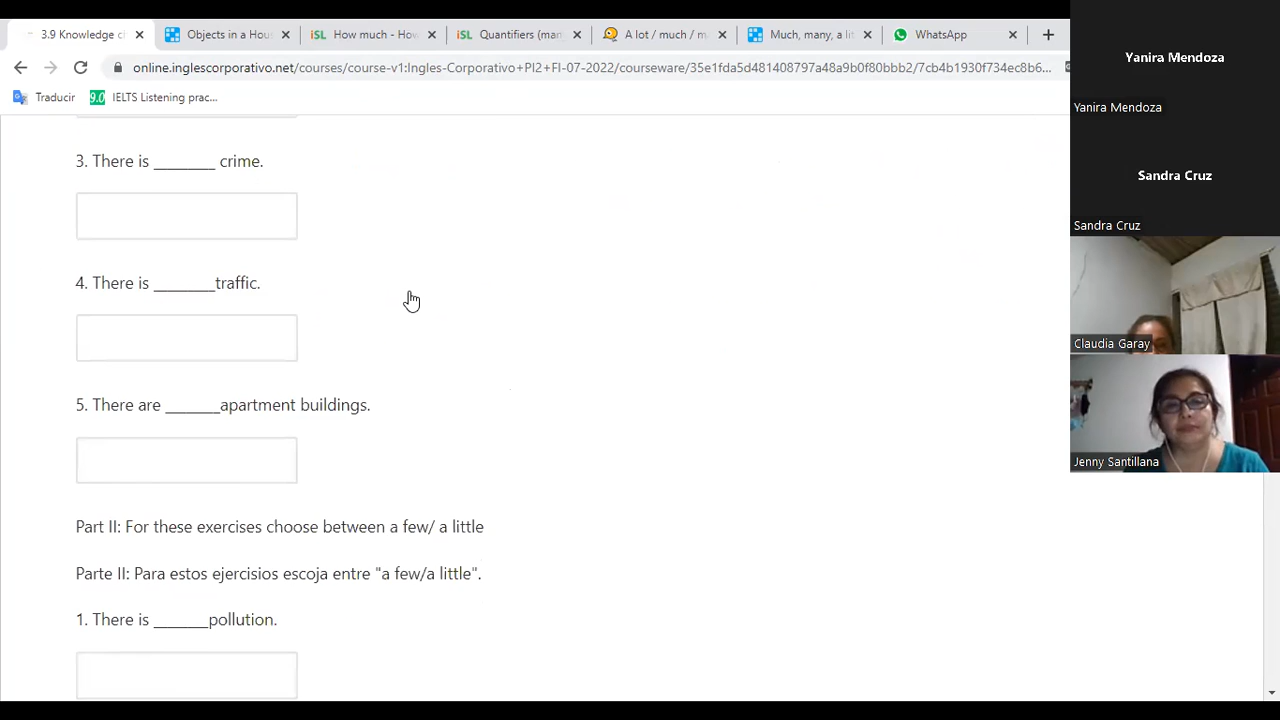 3.9 Knowledge c
Objects in a Hou
How much - How
Quantifiers (man
A lot / much / m
Much, many, a li
WhatsApp
online.inglescorporativo.net/courses/course-v1:Ingles-Corporativo+PI2+FI-07-2022/courseware/35e1fda5d481408797a48a9b0f80bbb2/7cb4b1930f734ec8b6...
Traducir
9.0 IELTS Listening prac...
3. There is ________ crime.
4. There is ________traffic.
5. There are _______apartment buildings.
Part II: For these exercises choose between a few/ a little
Parte II: Para estos ejercisios escoja entre "a few/a little".
1. There is _______pollution.
Yanira Mendoza
Yanira Mendoza
Sandra Cruz
Sandra Cruz
Claudia Garay
Jenny Santillana